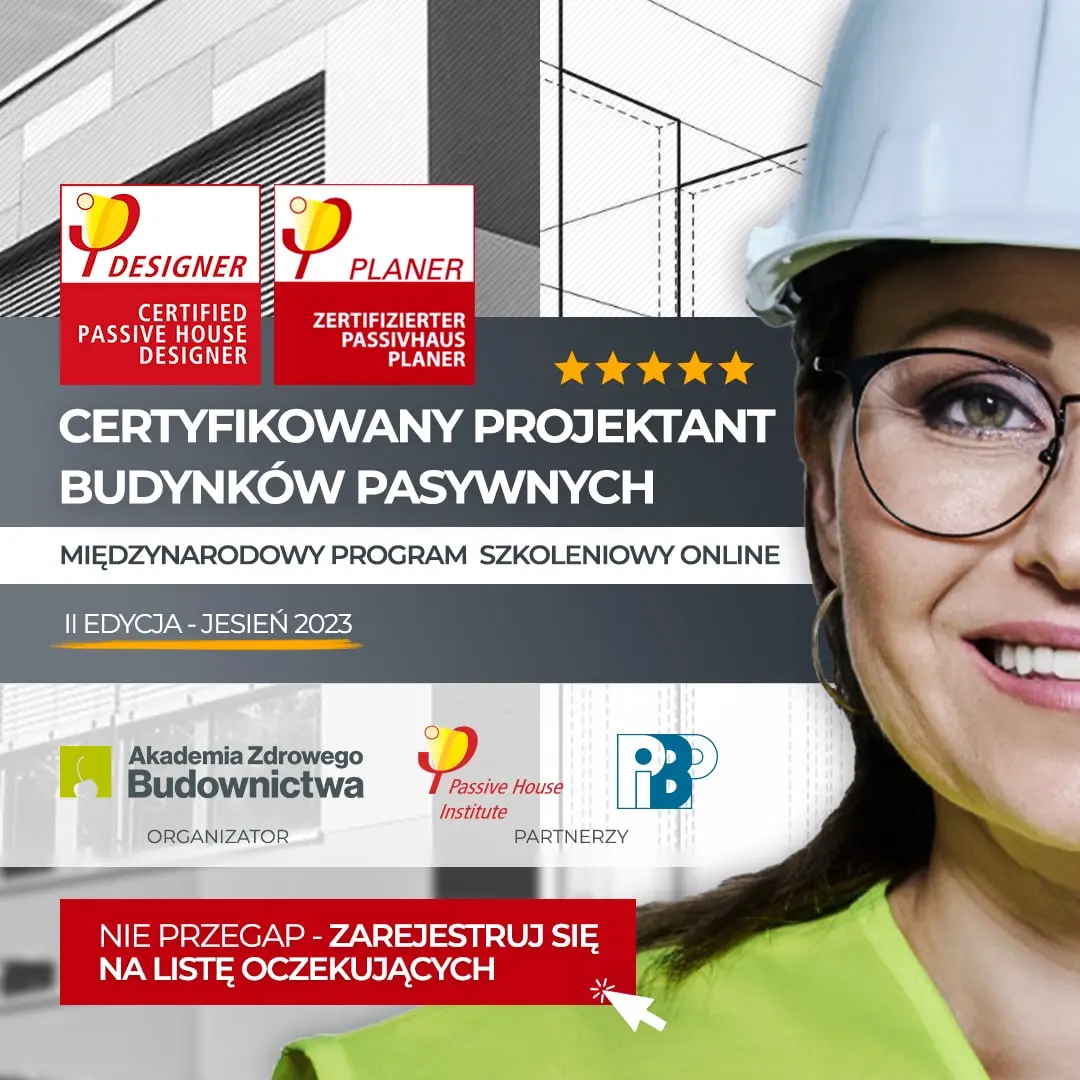 DESIGNER
CERTIFIED
PASSIVE HOUSE
DESIGNER
PLANER
ZERTIFIZIERTER
PASSIVHAUS
PLANER
CERTYFIKOWANY PROJEKTANT
BUDYNKÓW PASYWNYCH
MIĘDZYNARODOWY PROGRAM SZKOLENIOWY ONLINE
II EDYCJA - JESIEŃ 2023
Akademia Zdrowego
Budownictwa
ORGANIZATOR
Passive House
Institute
PiBP
PARTNERZY
NIE PRZEGAP - ZAREJESTRUJ SIĘ
NA LISTĘ OCZEKUJĄCYCH